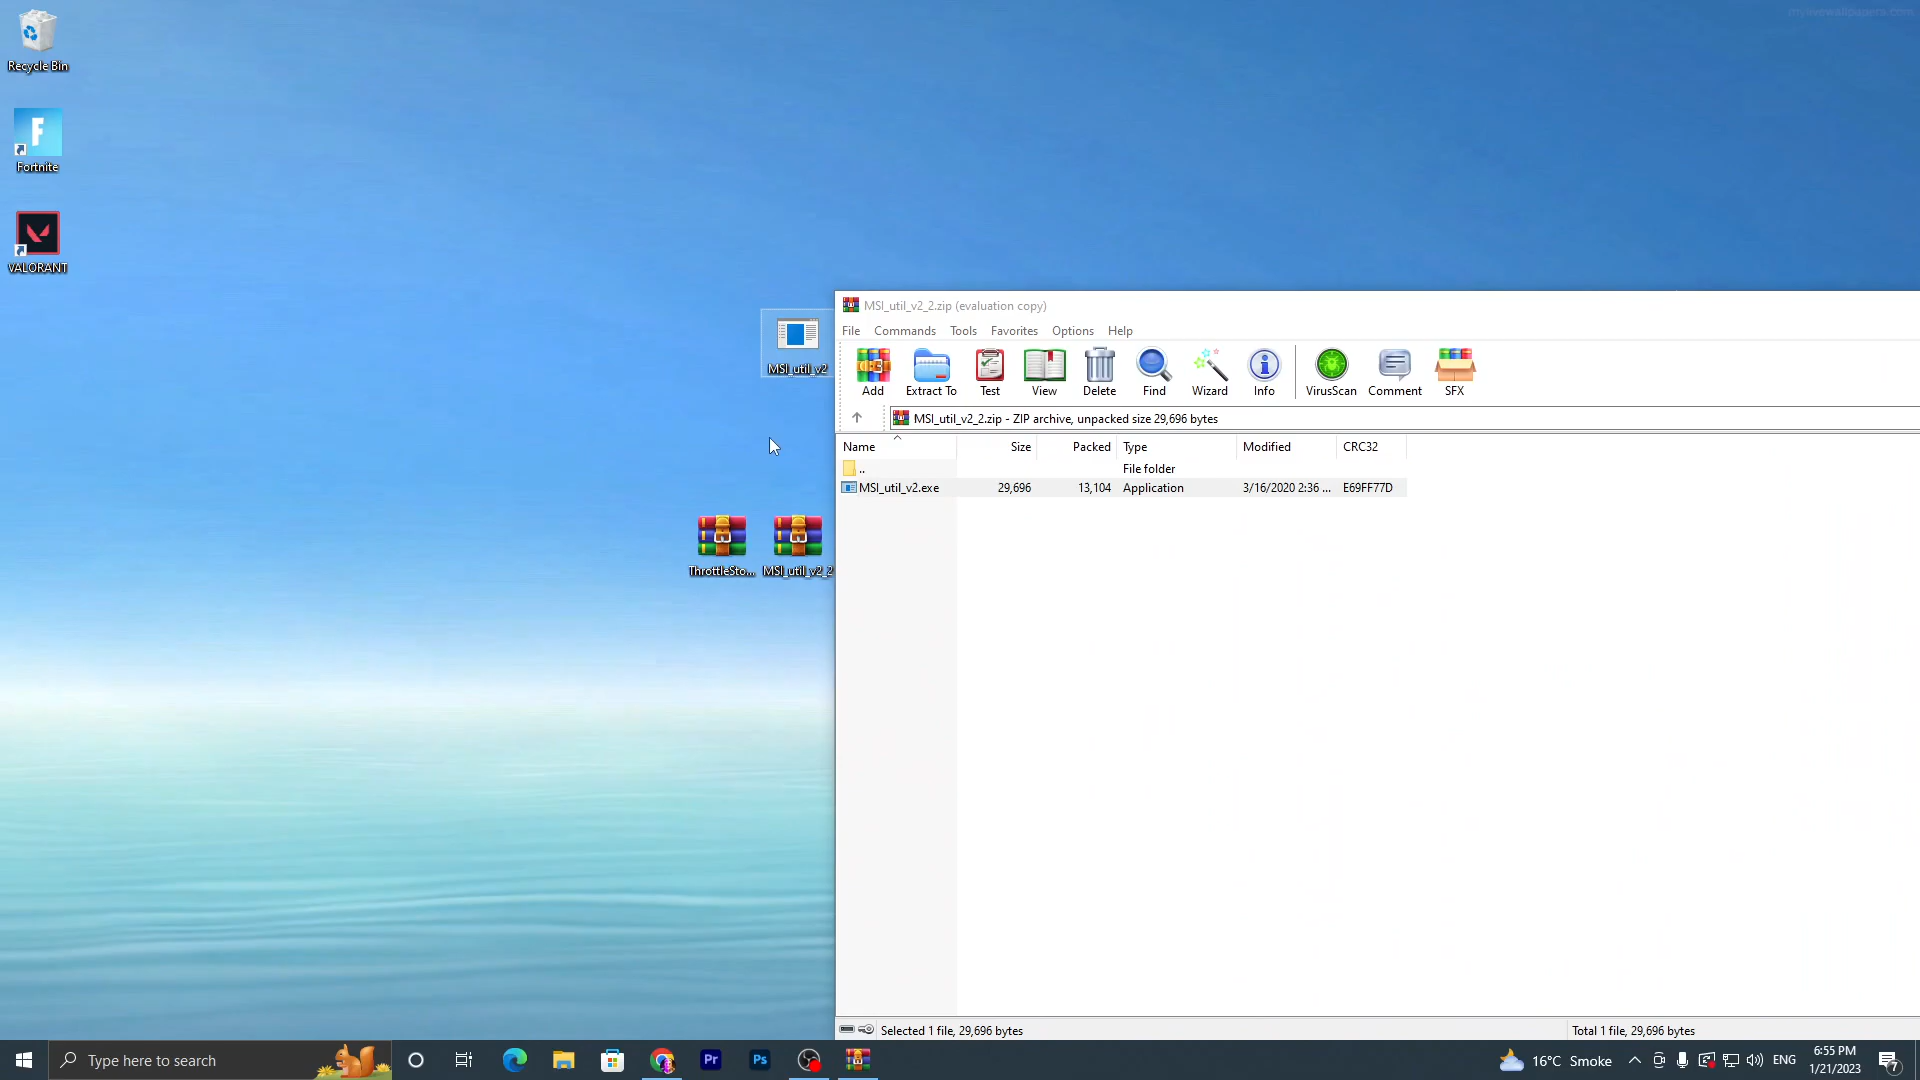 mylivewallpapers.com
Recycle Bin
F
Fortnite
VALORANT
MSI_util_v2
ThrottleSto...
MSI_util_v2_2
MSI_util_v2_2.zip (evaluation copy)
File Commands Tools Favorites Options Help
Add Extract To Test View Delete Find Wizard Info VirusScan Comment SFX
MSI_util_v2_2.zip - ZIP archive, unpacked size 29,696 bytes
Name Size Packed Type Modified CRC32
.. File folder
MSI_util_v2.exe 29,696 13,104 Application 3/16/2020 2:36 ... E69FF77D
Selected 1 file, 29,696 bytes
Total 1 file, 29,696 bytes
Type here to search
Pr
Ps
16°C Smoke
ENG
6:55 PM
1/21/2023
7